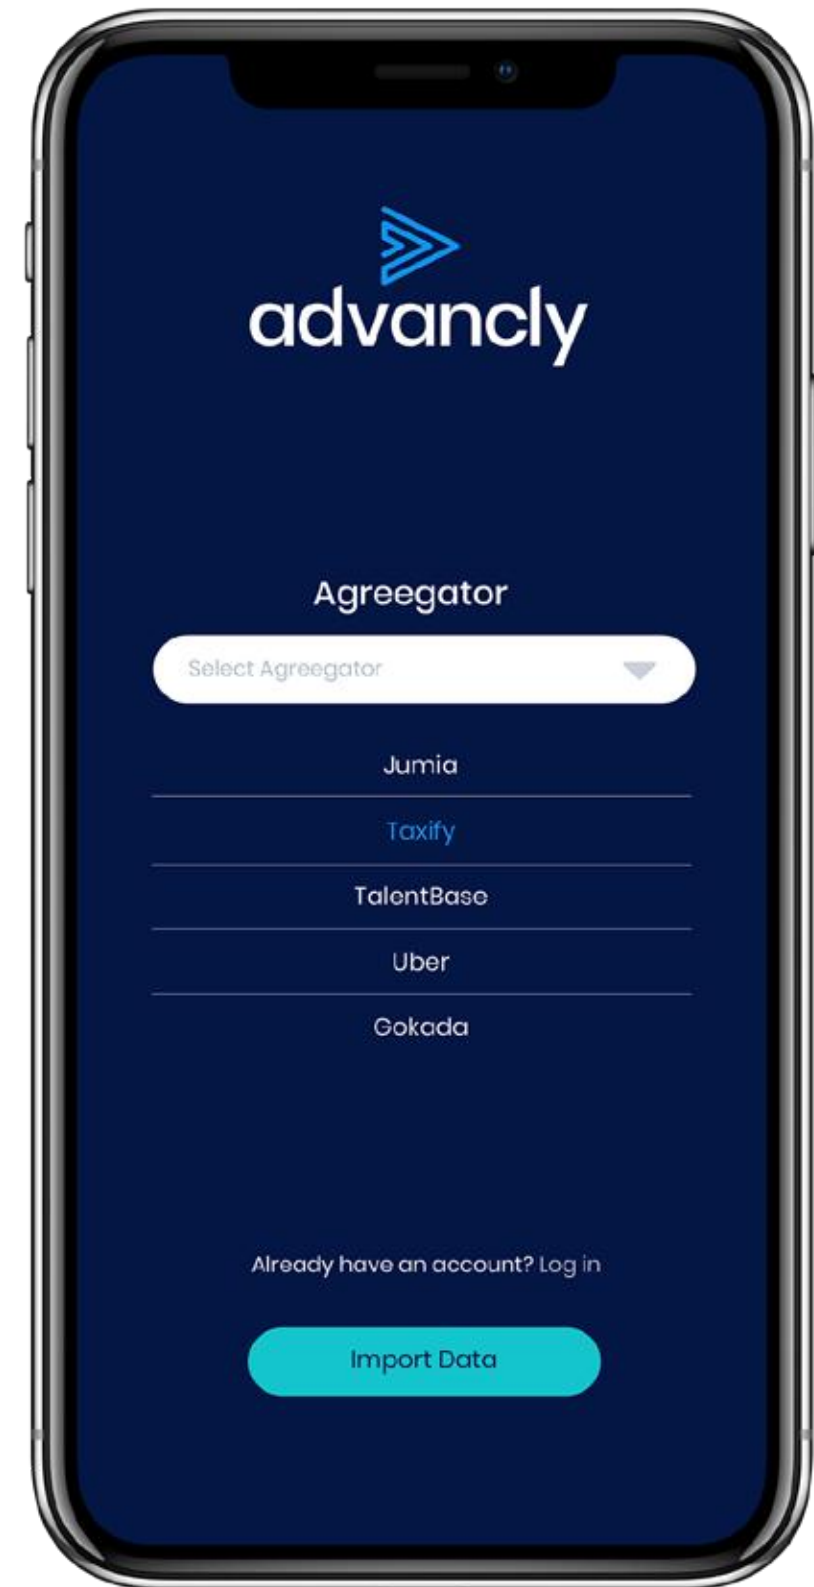 advancly
Agreegator
Select Agreegator
Jumia
Taxify
TalentBase
Uber
Gokada
Already have an account? Log in
Import Data